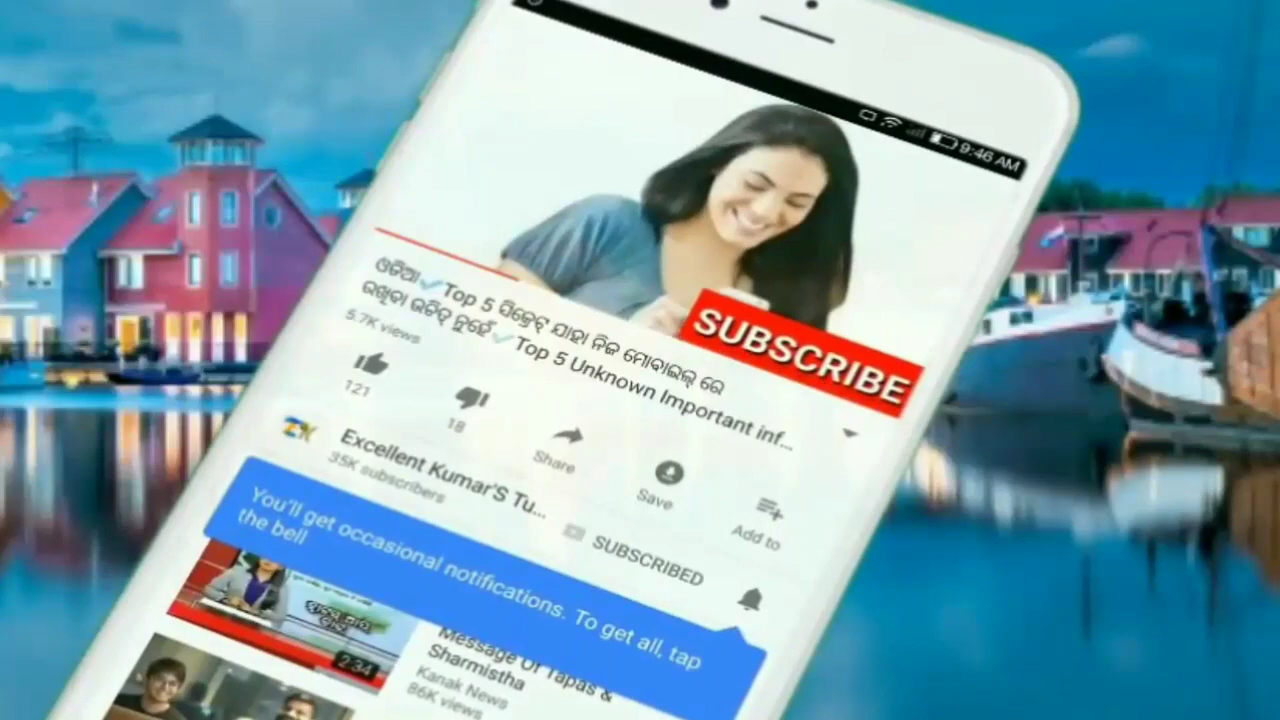 9:46 AM
SUBSCRIBE
ଓଡିଆ✅Top 5 ସିକ୍ରେଟ୍ ଯାହା ନିଜ ମୋବାଇଲ୍ ରେ
ରଖିବା ଉଚିତ୍ ନୁହେଁ✅Top 5 Unknown Important inf...
5.7K views
121
18
Share
Save
Add to
Excellent Kumar'S Tu...
35K subscribers
SUBSCRIBED
You'll get occasional notifications. To get all, tap
the bell
2:34
Message Of Tapas &
Sharmistha
Kanak News
86K views